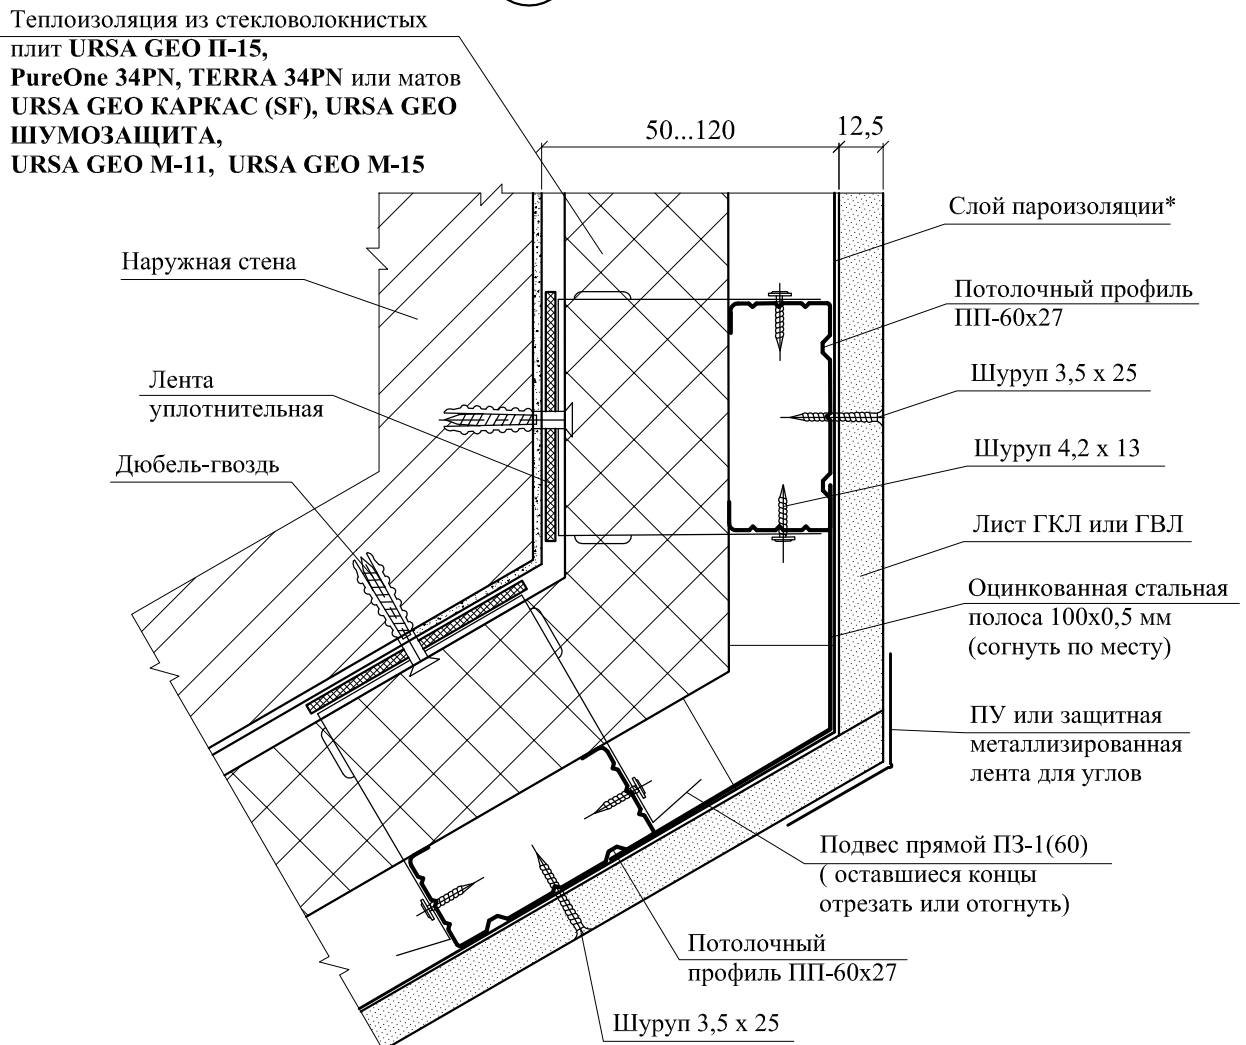 Теплоизоляция из стекловолокнистых
плит URSA GEO П-15,
PureOne 34PN, TERRA 34PN или матов
URSA GEO КАРКАС (SF), URSA GEO
ШУМОЗАЩИТА,
URSA GEO М-11, URSA GEO М-15
50...120
12,5
Слой пароизоляции*
Наружная стена
Потолочный профиль
ПП-60х27
Шуруп 3,5 х 25
Лента
уплотнительная
Шуруп 4,2 х 13
Дюбель-гвоздь
Лист ГКЛ или ГВЛ
Оцинкованная стальная
полоса 100х0,5 мм
(согнуть по месту)
ПУ или защитная
металлизированная
лента для углов
Подвес прямой ПЗ-1(60)
( оставшиеся концы
отрезать или отогнуть)
Потолочный
профиль ПП-60х27
Шуруп 3,5 х 25